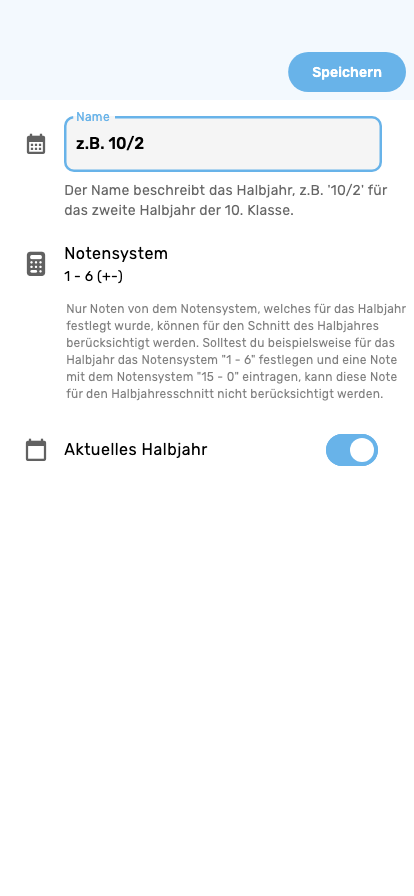 Speichern
Name
z.B. 10/2
Der Name beschreibt das Halbjahr, z.B. '10/2' für
das zweite Halbjahr der 10. Klasse.
Notensystem
1 - 6 (+-)
Nur Noten von dem Notensystem, welches für das Halbjahr
festlegt wurde, können für den Schnitt des Halbjahres
berücksichtigt werden. Solltest du beispielsweise für das
Halbjahr das Notensystem "1 - 6" festlegen und eine Note
mit dem Notensystem "15 - 0" eintragen, kann diese Note
für den Halbjahresschnitt nicht berücksichtigt werden.
Aktuelles Halbjahr